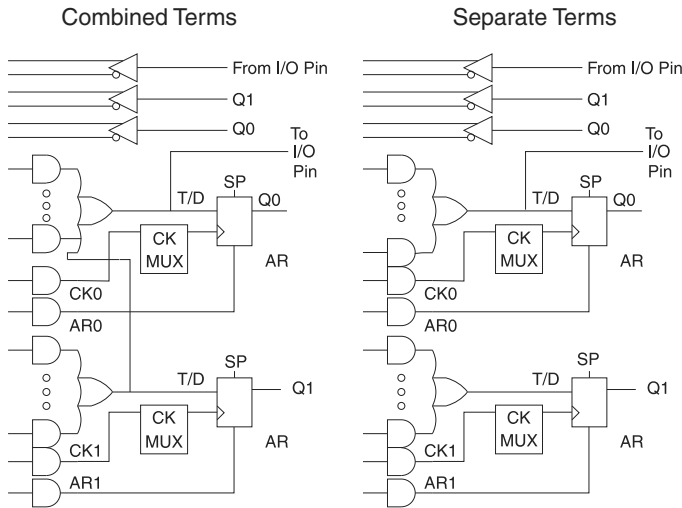 Combined Terms
From I/O Pin
Q1
Q0
To
I/O
Pin
T/D
SP
Q0
CK
MUX
AR
CK0
AR0
SP
T/D
Q1
CK
MUX
AR
CK1
AR1
Separate Terms
From I/O Pin
Q1
Q0
To
I/O
Pin
T/D
SP
Q0
CK
MUX
AR
CK0
AR0
SP
T/D
Q1
CK
MUX
AR
CK1
AR1